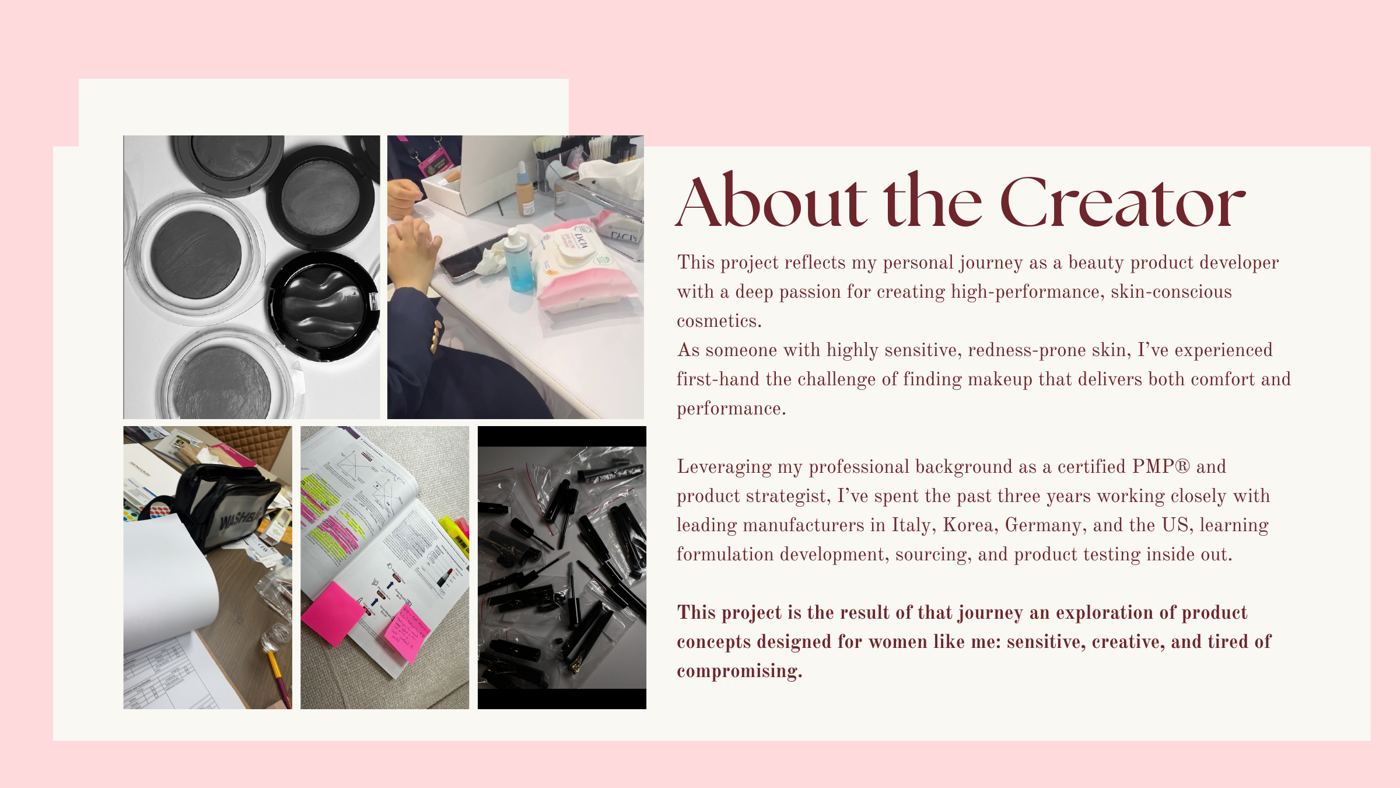 About the Creator
This project reflects my personal journey as a beauty product developer
with a deep passion for creating high-performance, skin-conscious
cosmetics.
As someone with highly sensitive, redness-prone skin, I’ve experienced
first-hand the challenge of finding makeup that delivers both comfort and
performance.
Leveraging my professional background as a certified PMP® and
product strategist, I’ve spent the past three years working closely with
leading manufacturers in Italy, Korea, Germany, and the US, learning
formulation development, sourcing, and product testing inside out.
This project is the result of that journey an exploration of product
concepts designed for women like me: sensitive, creative, and tired of
compromising.